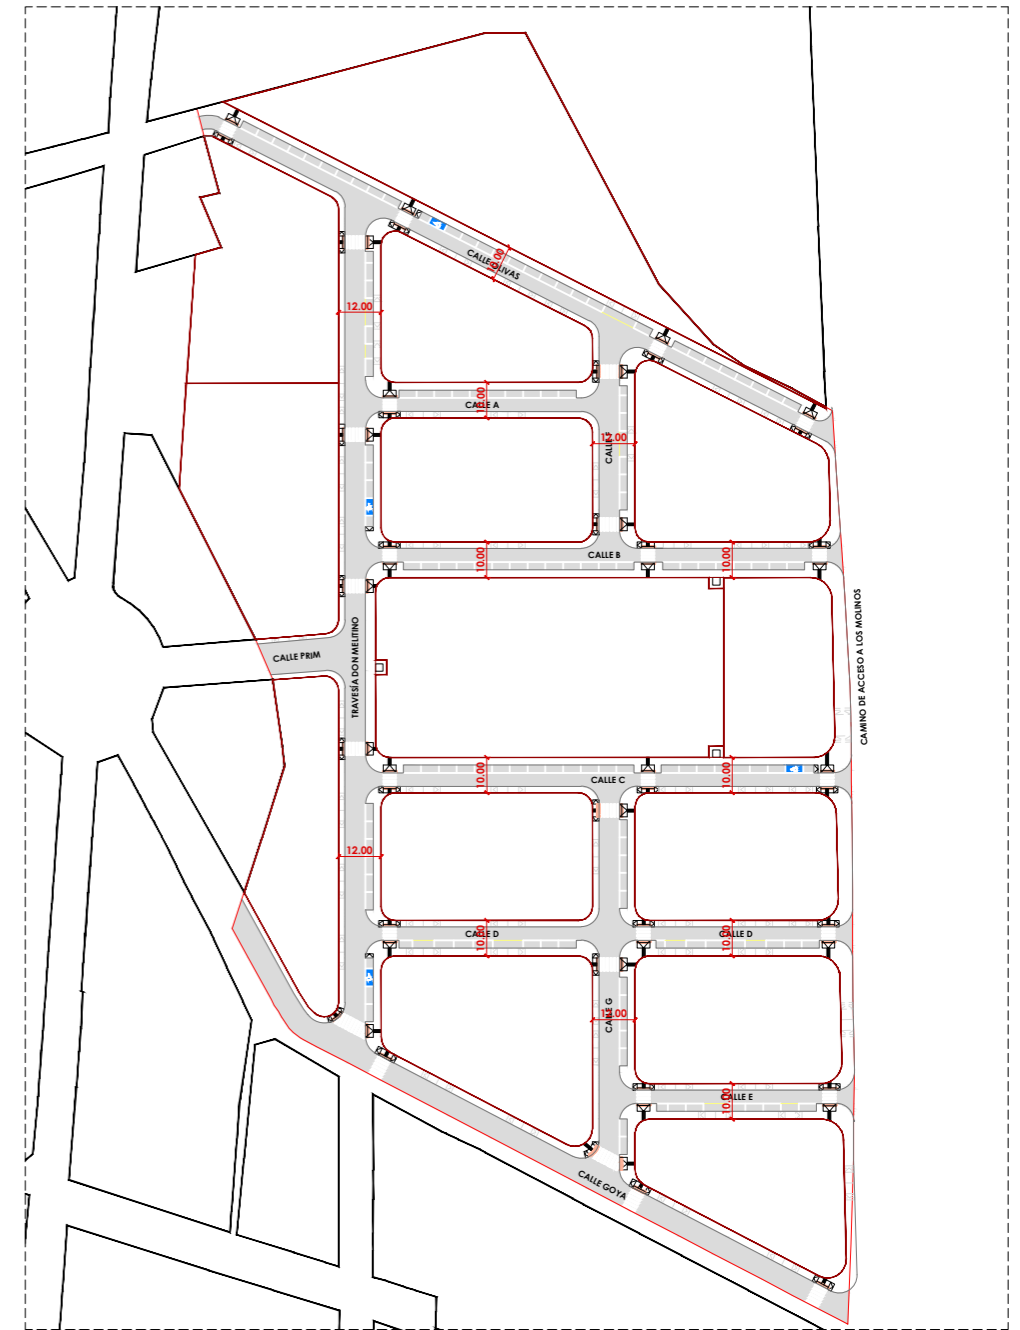 CALLE OLIVAS
10.00
12.00
CALLE A
10.00
CALLE F
12.00
CALLE B
10.00
10.00
CALLE PRIM
TRAVESÍA DON MELITINO
CAMINO DE ACCESO A LOS MOLINOS
10.00
CALLE C
10.00
12.00
CALLE D
10.00
CALLE D
10.00
CALLE G
CALLE E
10.00
CALLE GOYA